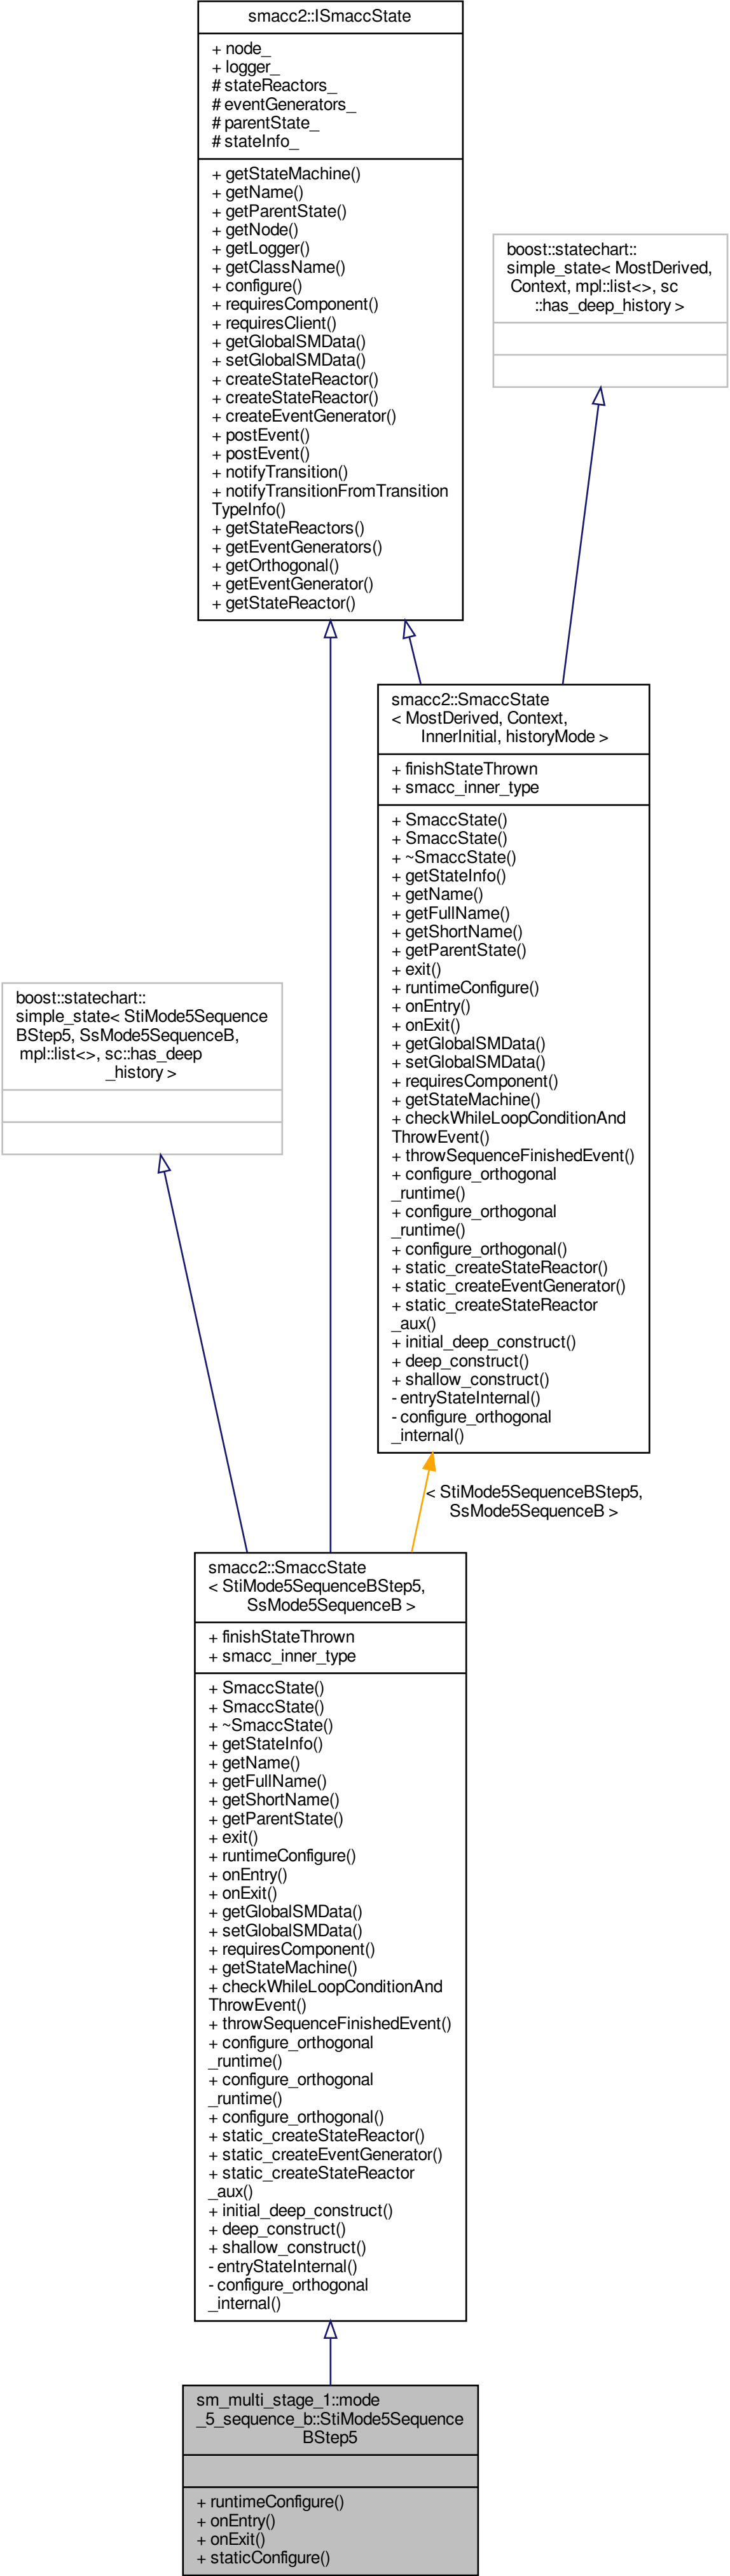 smacc2::ISmaccState
+ node_
+ logger_
# stateReactors_
# eventGenerators_
# parentState_
# stateInfo_
+ getStateMachine()
+ getName()
+ getParentState()
+ getNode()
+ getLogger()
+ getClassName()
+ configure()
+ requiresComponent()
+ requiresClient()
+ getGlobalSMData()
+ setGlobalSMData()
+ createStateReactor()
+ createStateReactor()
+ createEventGenerator()
+ postEvent()
+ postEvent()
+ notifyTransition()
+ notifyTransitionFromTransition
TypeInfo()
+ getStateReactors()
+ getEventGenerators()
+ getOrthogonal()
+ getEventGenerator()
+ getStateReactor()
boost::statechart::
simple_state< MostDerived,
Context, mpl::list<>, sc
::has_deep_history >
smacc2::SmaccState
< MostDerived, Context,
InnerInitial, historyMode >
+ finishStateThrown
+ smacc_inner_type
+ SmaccState()
+ SmaccState()
+ ~SmaccState()
+ getStateInfo()
+ getName()
+ getFullName()
+ getShortName()
+ getParentState()
+ exit()
+ runtimeConfigure()
+ onEntry()
+ onExit()
+ getGlobalSMData()
+ setGlobalSMData()
+ requiresComponent()
+ getStateMachine()
+ checkWhileLoopConditionAnd
ThrowEvent()
+ throwSequenceFinishedEvent()
+ configure_orthogonal
_runtime()
+ configure_orthogonal
_runtime()
+ configure_orthogonal()
+ static_createStateReactor()
+ static_createEventGenerator()
+ static_createStateReactor
_aux()
+ initial_deep_construct()
+ deep_construct()
+ shallow_construct()
- entryStateInternal()
- configure_orthogonal
_internal()
boost::statechart::
simple_state< StiMode5Sequence
BStep5, SsMode5SequenceB,
mpl::list<>, sc::has_deep
_history >
< StiMode5SequenceBStep5,
SsMode5SequenceB >
smacc2::SmaccState
< StiMode5SequenceBStep5,
SsMode5SequenceB >
+ finishStateThrown
+ smacc_inner_type
+ SmaccState()
+ SmaccState()
+ ~SmaccState()
+ getStateInfo()
+ getName()
+ getFullName()
+ getShortName()
+ getParentState()
+ exit()
+ runtimeConfigure()
+ onEntry()
+ onExit()
+ getGlobalSMData()
+ setGlobalSMData()
+ requiresComponent()
+ getStateMachine()
+ checkWhileLoopConditionAnd
ThrowEvent()
+ throwSequenceFinishedEvent()
+ configure_orthogonal
_runtime()
+ configure_orthogonal
_runtime()
+ configure_orthogonal()
+ static_createStateReactor()
+ static_createEventGenerator()
+ static_createStateReactor
_aux()
+ initial_deep_construct()
+ deep_construct()
+ shallow_construct()
- entryStateInternal()
- configure_orthogonal
_internal()
sm_multi_stage_1::mode
_5_sequence_b::StiMode5Sequence
BStep5
+ runtimeConfigure()
+ onEntry()
+ onExit()
+ staticConfigure()